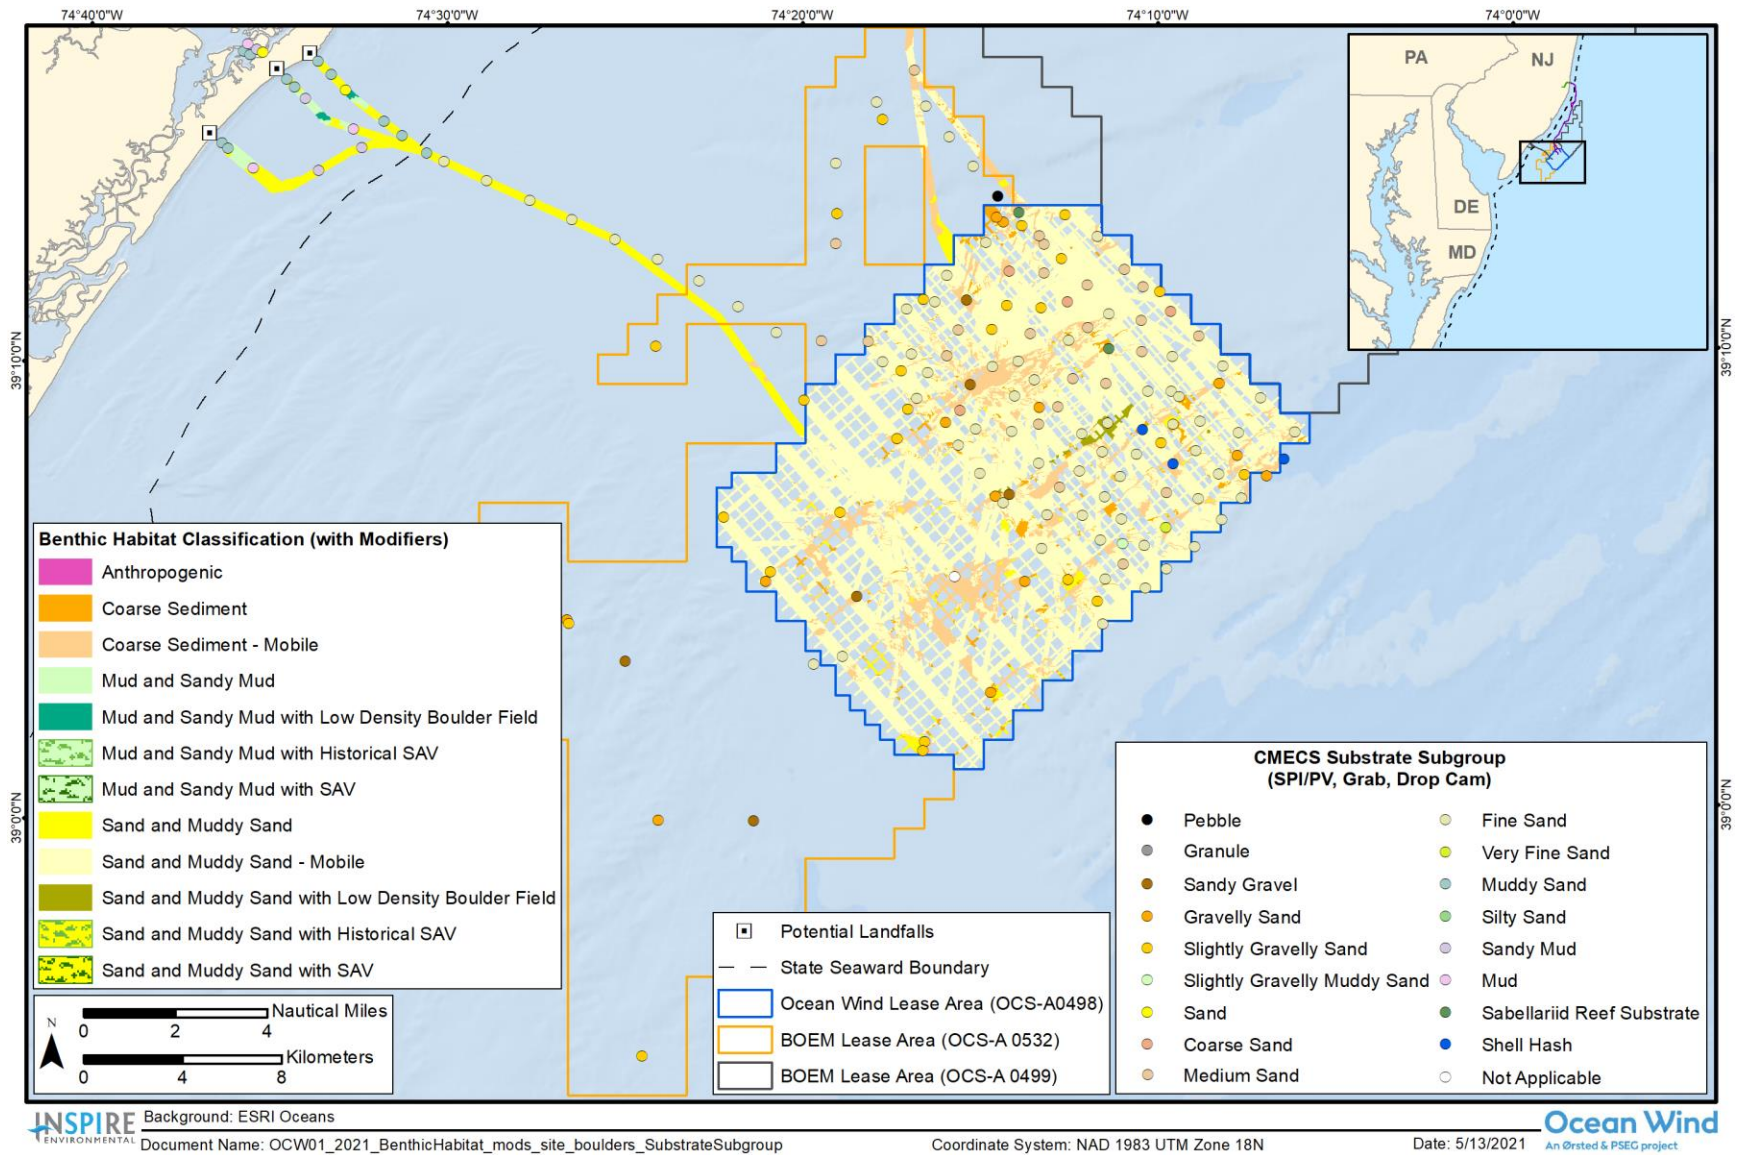 74°40'0"W 74°30'0"W 74°20'0"W 74°10'0"W 74°0'0"W
PA
NJ
DE
MD
39°10'0"N
39°10'0"N
39°0'0"N
39°0'0"N
Benthic Habitat Classification (with Modifiers)
Anthropogenic
Coarse Sediment
Coarse Sediment - Mobile
Mud and Sandy Mud
Mud and Sandy Mud with Low Density Boulder Field
Mud and Sandy Mud with Historical SAV
Mud and Sandy Mud with SAV
Sand and Muddy Sand
Sand and Muddy Sand - Mobile
Sand and Muddy Sand with Low Density Boulder Field
Sand and Muddy Sand with Historical SAV
Sand and Muddy Sand with SAV
N
Nautical Miles
0 2 4
Kilometers
0 4 8
Potential Landfalls
State Seaward Boundary
Ocean Wind Lease Area (OCS-A0498)
BOEM Lease Area (OCS-A 0532)
BOEM Lease Area (OCS-A 0499)
CMECS Substrate Subgroup
(SPI/PV, Grab, Drop Cam)
Pebble
Granule
Sandy Gravel
Gravelly Sand
Slightly Gravelly Sand
Slightly Gravelly Muddy Sand
Sand
Coarse Sand
Medium Sand
Fine Sand
Very Fine Sand
Muddy Sand
Silty Sand
Sandy Mud
Mud
Sabellariid Reef Substrate
Shell Hash
Not Applicable
INSPIRE
ENVIRONMENTAL
Background: ESRI Oceans
Document Name: OCW01_2021_BenthicHabitat_mods_site_boulders_SubstrateSubgroup
Coordinate System: NAD 1983 UTM Zone 18N
Date: 5/13/2021
Ocean Wind
An Ørsted & PSEG project